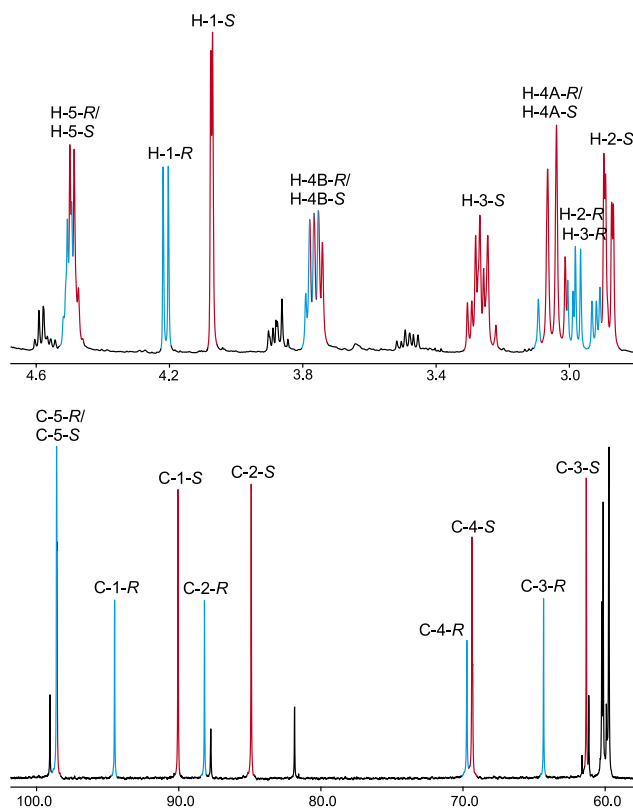 H-1-S
H-5-R/
H-5-S
H-1-R
H-4B-R/
H-4B-S
H-3-S
H-4A-R/
H-4A-S
H-2-S
H-2-R
H-3-R
4.6 4.2 3.8 3.4 3.0
C-5-R/
C-5-S
C-1-S
C-2-S
C-3-S
C-4-S
C-1-R
C-2-R
C-3-R
C-4-R
100.0 90.0 80.0 70.0 60.0